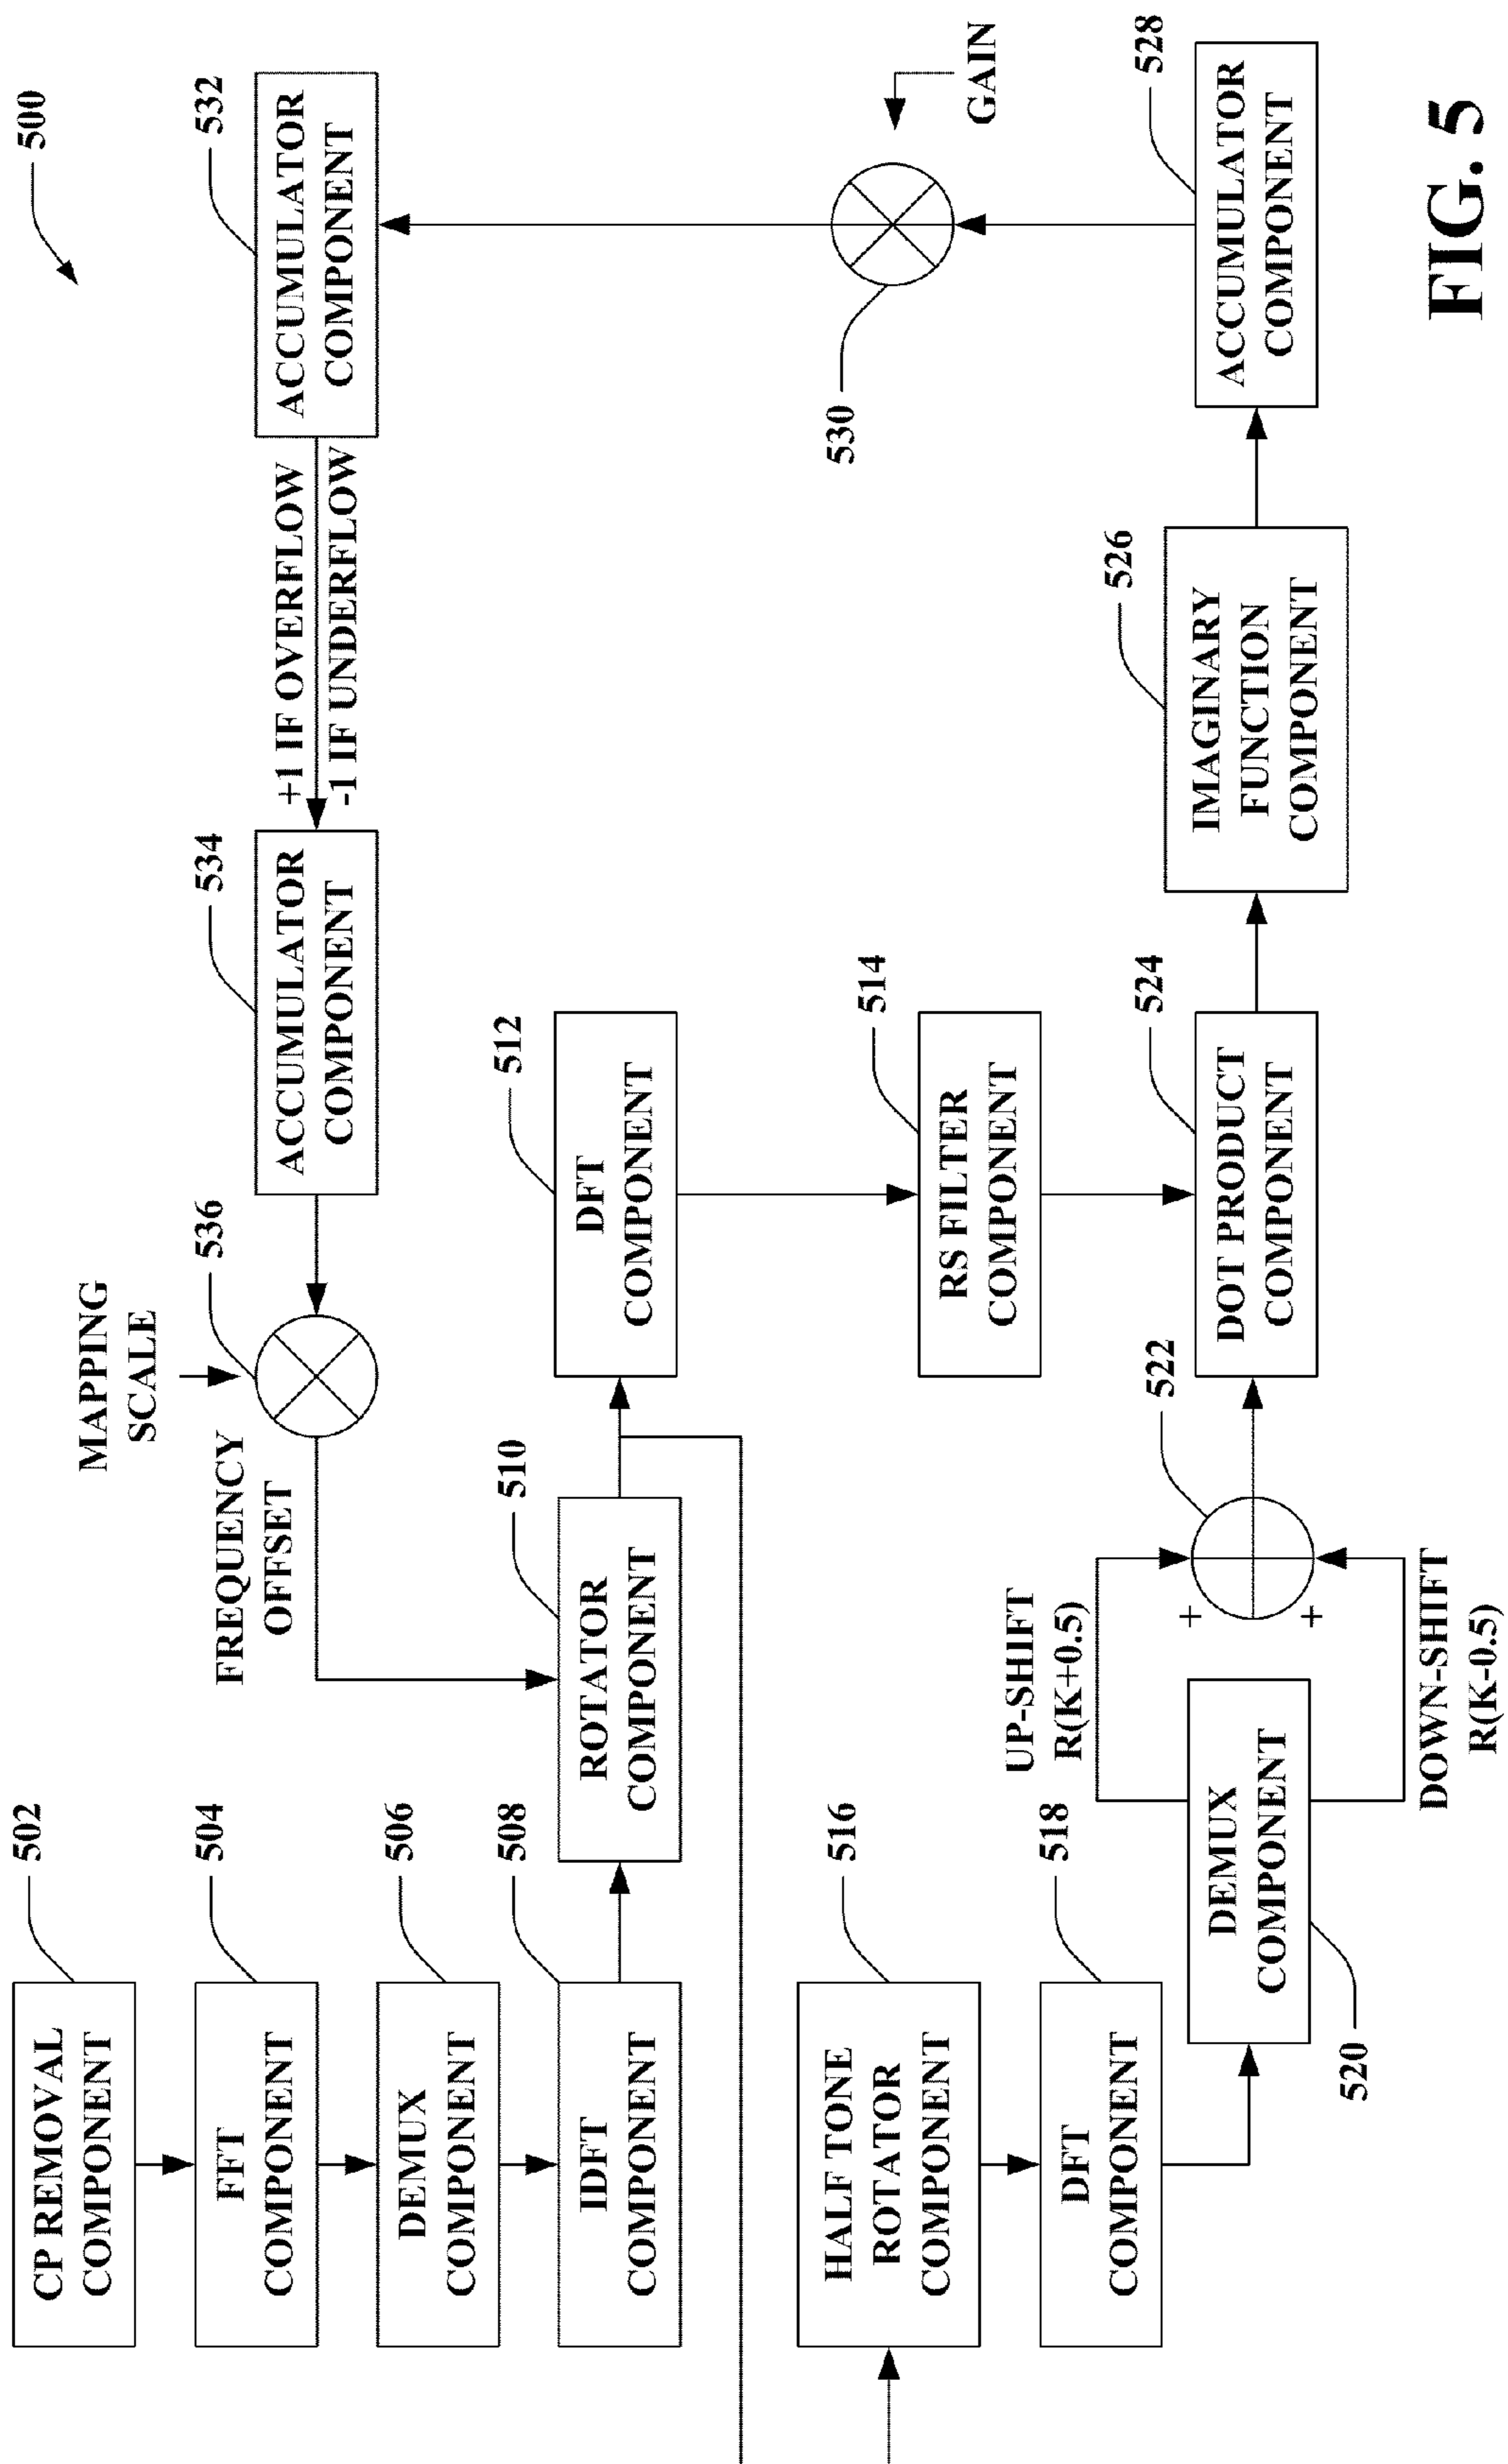 500
502
CP REMOVAL
COMPONENT
504
FFT
COMPONENT
506
DEMUX
COMPONENT
508
IDFT
COMPONENT
510
ROTATOR
COMPONENT
FREQUENCY
OFFSET
MAPPING
SCALE
536
534
ACCUMULATOR
COMPONENT
+1 IF OVERFLOW
-1 IF UNDERFLOW
532
ACCUMULATOR
COMPONENT
512
DFT
COMPONENT
514
RS FILTER
COMPONENT
516
HALF TONE
ROTATOR
COMPONENT
518
DFT
COMPONENT
DEMUX
COMPONENT
520
UP-SHIFT
R(K+0.5)
DOWN-SHIFT
R(K-0.5)
+
+
522
524
DOT PRODUCT
COMPONENT
526
IMAGINARY
FUNCTION
COMPONENT
528
ACCUMULATOR
COMPONENT
530
GAIN
FIG. 5